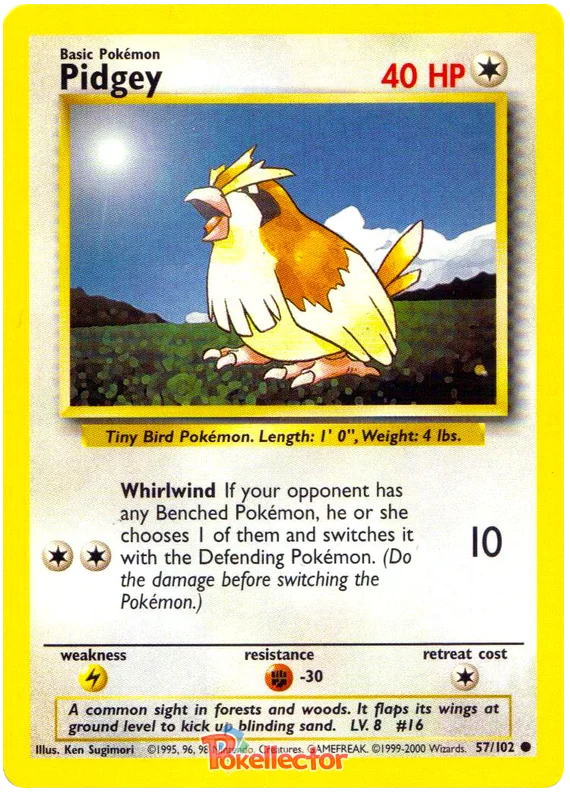 Basic Pokémon
Pidgey
40 HP
Tiny Bird Pokémon. Length: 1' 0", Weight: 4 lbs.
Whirlwind If your opponent has
any Benched Pokémon, he or she
chooses 1 of them and switches it
with the Defending Pokémon. (Do
the damage before switching the
Pokémon.)
10
weakness
resistance
retreat cost
-30
A common sight in forests and woods. It flaps its wings at
ground level to kick up blinding sand. LV. 8 #16
Illus. Ken Sugimori ©1995, 96, 98 Nintendo, Creatures, GAMEFREAK. ©1999-2000 Wizards. 57/102
Pokellector